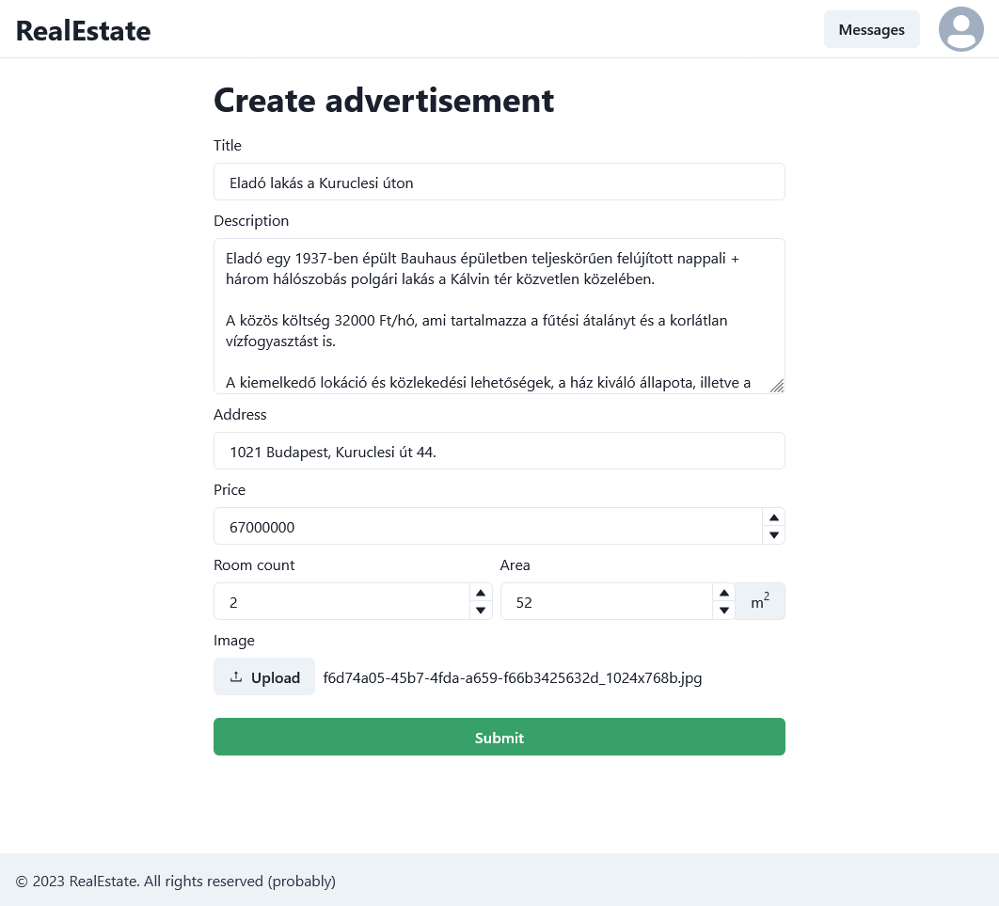 RealEstate
Messages
Create advertisement
Title
Eladó lakás a Kuruclesi úton
Description
Eladó egy 1937-ben épült Bauhaus épületben teljeskörűen felújított nappali +
három hálószobás polgári lakás a Kálvin tér közvetlen közelében.
A közös költség 32000 Ft/hó, ami tartalmazza a fűtési átalányt és a korlátlan
vízfogyasztást is.
A kiemelkedő lokáció és közlekedési lehetőségek, a ház kiváló állapota, illetve a
Address
1021 Budapest, Kuruclesi út 44.
Price
67000000
Room count
Area
2
52
m²
Image
Upload
f6d74a05-45b7-4fda-a659-f66b3425632d_1024x768b.jpg
Submit
© 2023 RealEstate. All rights reserved (probably)